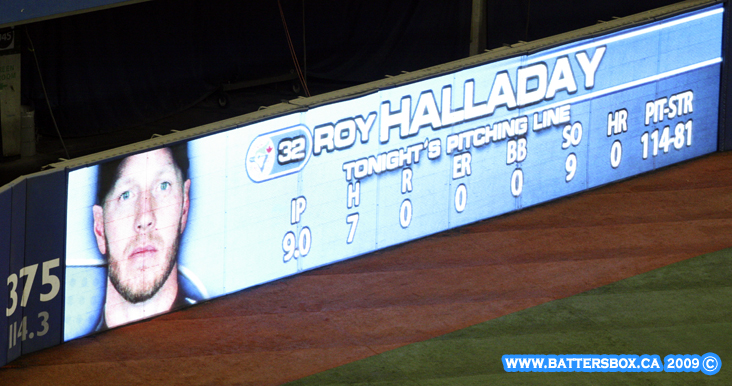 32 ROY HALLADAY
TONIGHT'S PITCHING LINE
IP H R ER BB SO HR PIT-STR
9.0 7 0 0 0 9 0 114-81
375
114.3
WWW.BATTERSBOX.CA 2009 ©